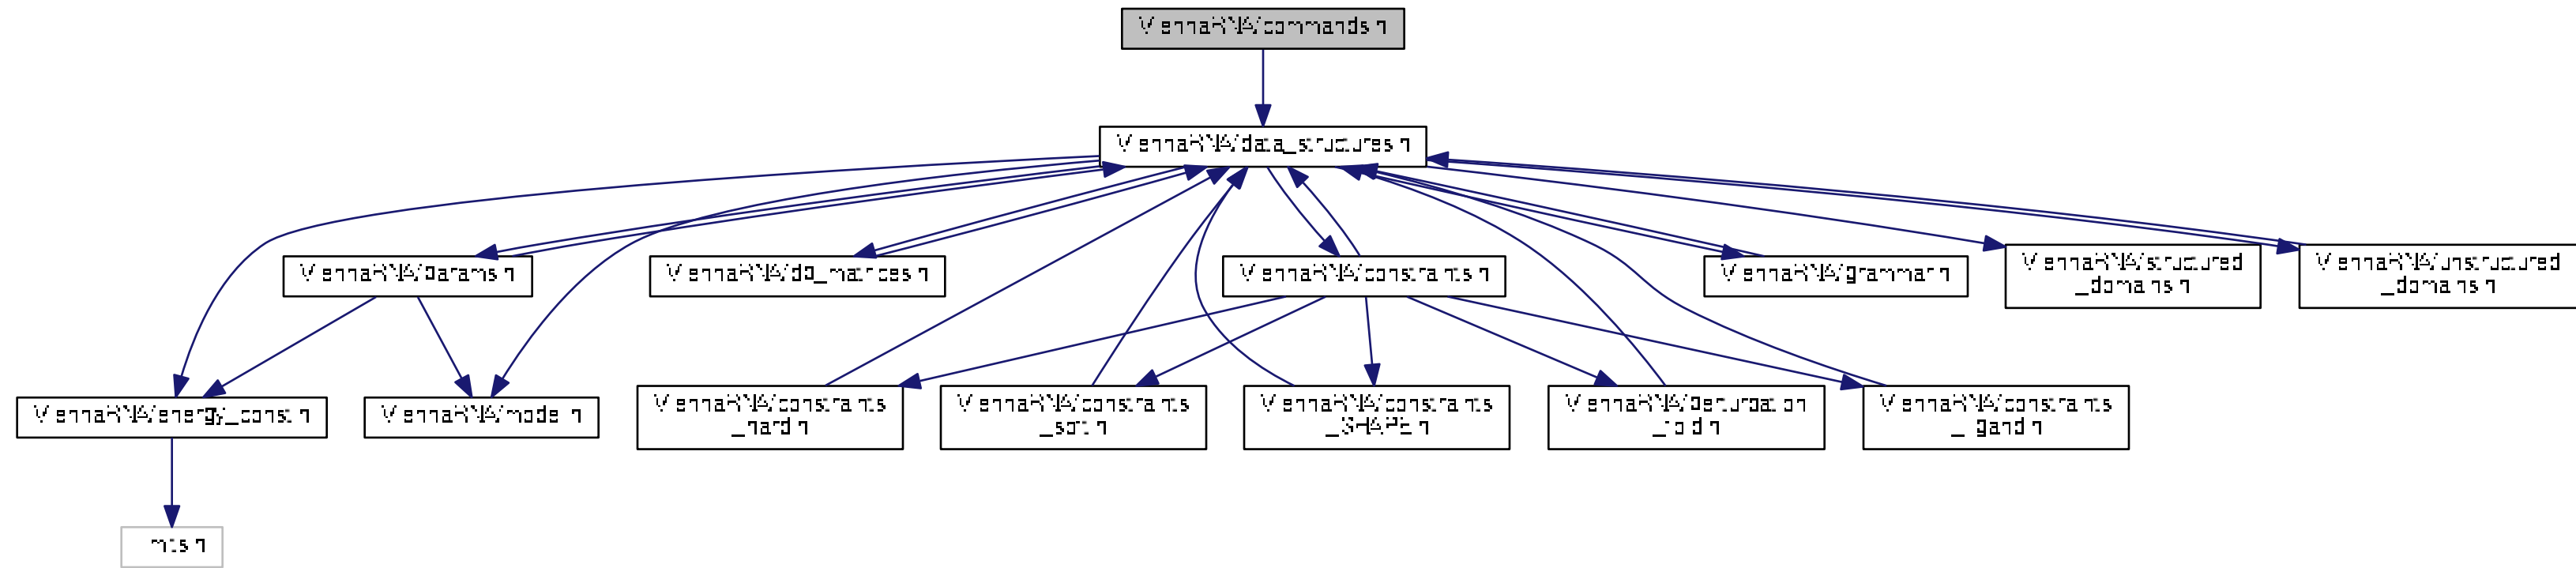 ViennaRNA/commands.h
ViennaRNA/data_structures.h
ViennaRNA/params.h
ViennaRNA/dp_matrices.h
ViennaRNA/constraints.h
ViennaRNA/grammar.h
ViennaRNA/structured
_domains.h
ViennaRNA/unstructured
_domains.h
ViennaRNA/energy_const.h
ViennaRNA/model.h
ViennaRNA/constraints
_hard.h
ViennaRNA/constraints
_soft.h
ViennaRNA/constraints
_SHAPE.h
ViennaRNA/perturbation
_fold.h
ViennaRNA/constraints
_ligand.h
limits.h